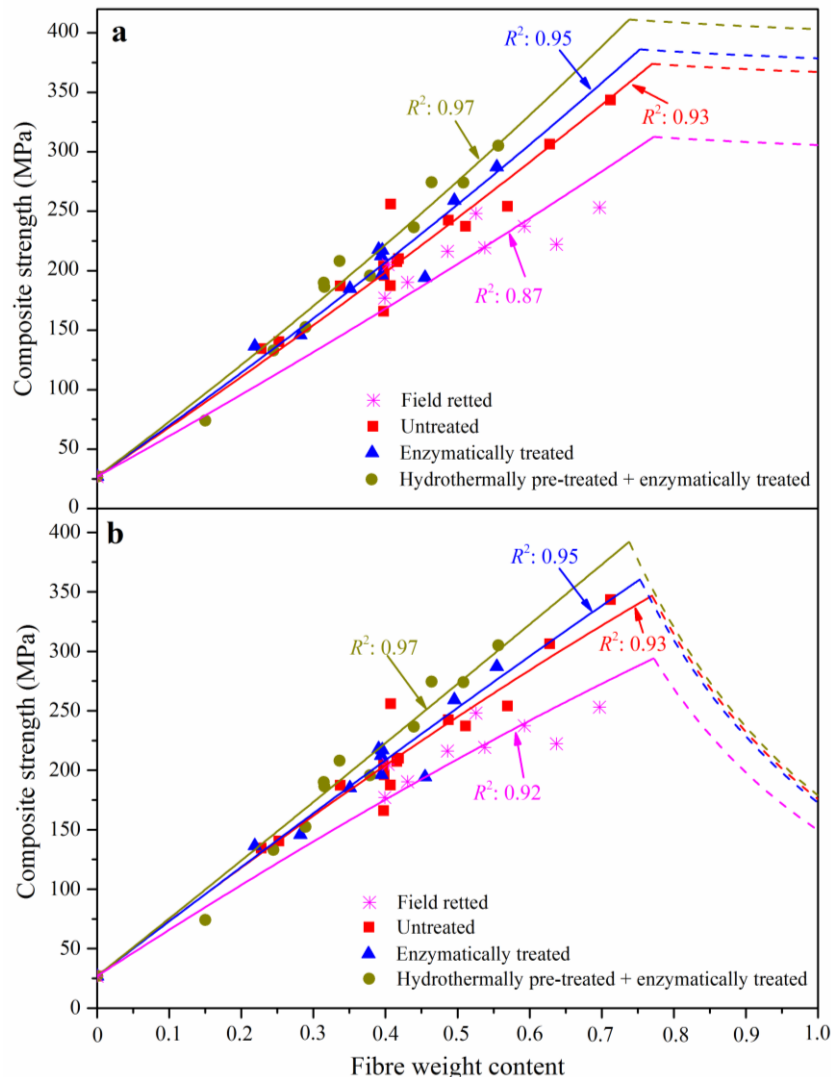 a
400
350
300
250
200
150
100
50
0
Composite strength (MPa)
R²: 0.95
R²: 0.97
R²: 0.93
R²: 0.87
Field retted
Untreated
Enzymatically treated
Hydrothermally pre-treated + enzymatically treated
b
400
350
300
250
200
150
100
50
0
Composite strength (MPa)
R²: 0.95
R²: 0.97
R²: 0.93
R²: 0.92
Field retted
Untreated
Enzymatically treated
Hydrothermally pre-treated + enzymatically treated
0 0.1 0.2 0.3 0.4 0.5 0.6 0.7 0.8 0.9 1.0
Fibre weight content